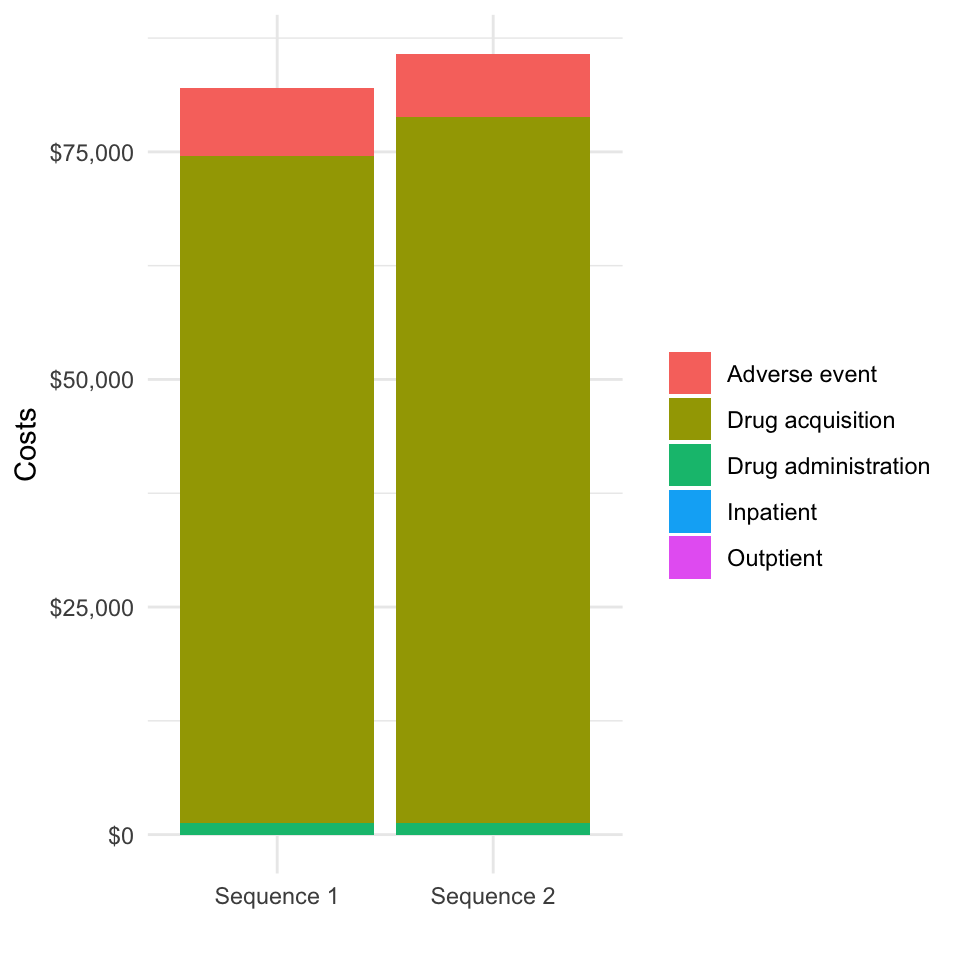 Costs
$75,000
$50,000
$25,000
$0
Sequence 1
Sequence 2
Adverse event
Drug acquisition
Drug administration
Inpatient
Outptient